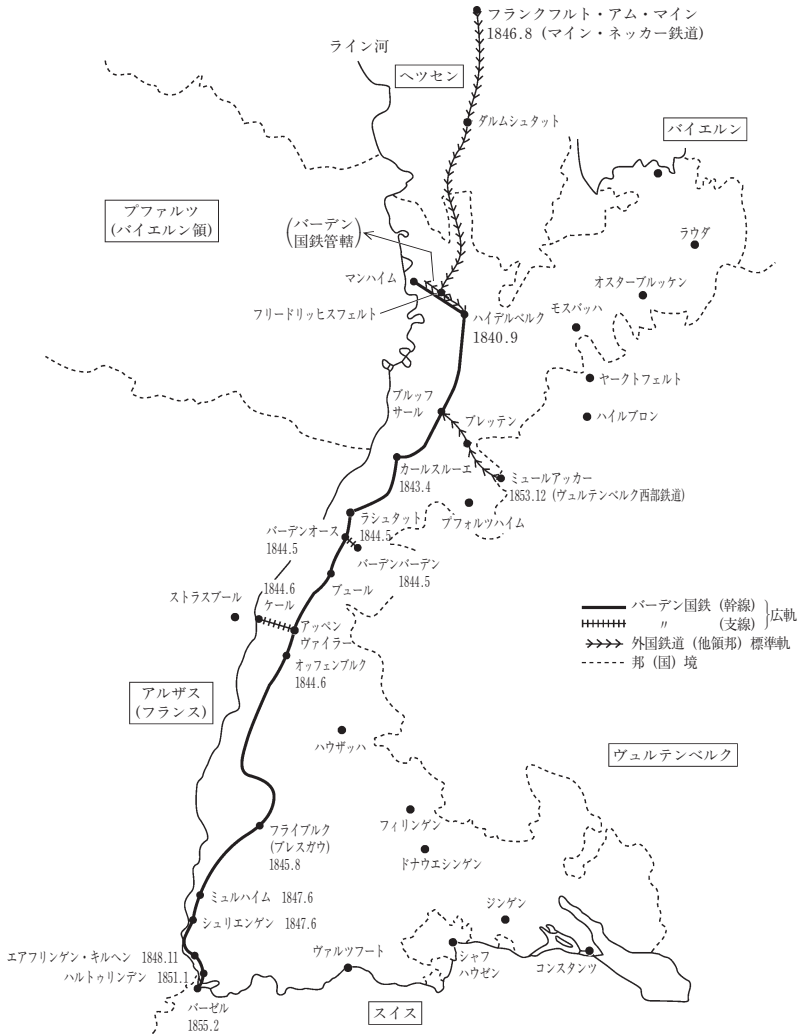 フランクフルト・アム・マイン
1846.8 (マイン・ネッカー鉄道)
ライン河
ヘツセン
ダルムシュタット
バイエルン
プファルツ
(バイエルン領)
(バーデン
国鉄管轄)
ラウダ
マンハイム
オスターブルッケン
フリードリッヒスフェルト
モスバッハ
ハイデルベルク
1840.9
ヤークトフェルト
ブルッフ
サール
ブレッテン
ハイルブロン
カールスルーエ
1843.4
ミュールアッカー
1853.12 (ヴュルテンベルク西部鉄道)
プフォルツハイム
ラシュタット
1844.5
バーデンオース
1844.5
バーデンバーデン
1844.5
ブュール
1844.6
ケール
ストラスブール
アッペン
ヴァイラー
オッフェンブルク
1844.6
バーデン国鉄 (幹線)
〃 (支線)
}広軌
外国鉄道 (他領邦) 標準軌
邦 (国) 境
アルザス
(フランス)
ハウザッハ
ヴュルテンベルク
フライブルク
(ブレスガウ)
1845.8
フィリンゲン
ドナウエシンゲン
ミュルハイム 1847.6
シュリエンゲン 1847.6
ジンゲン
エアフリンゲン・キルヘン 1848.11
ハルトゥリンデン 1851.1
ヴァルツフート
シャフ
ハウゼン
コンスタンツ
バーゼル
1855.2
スイス